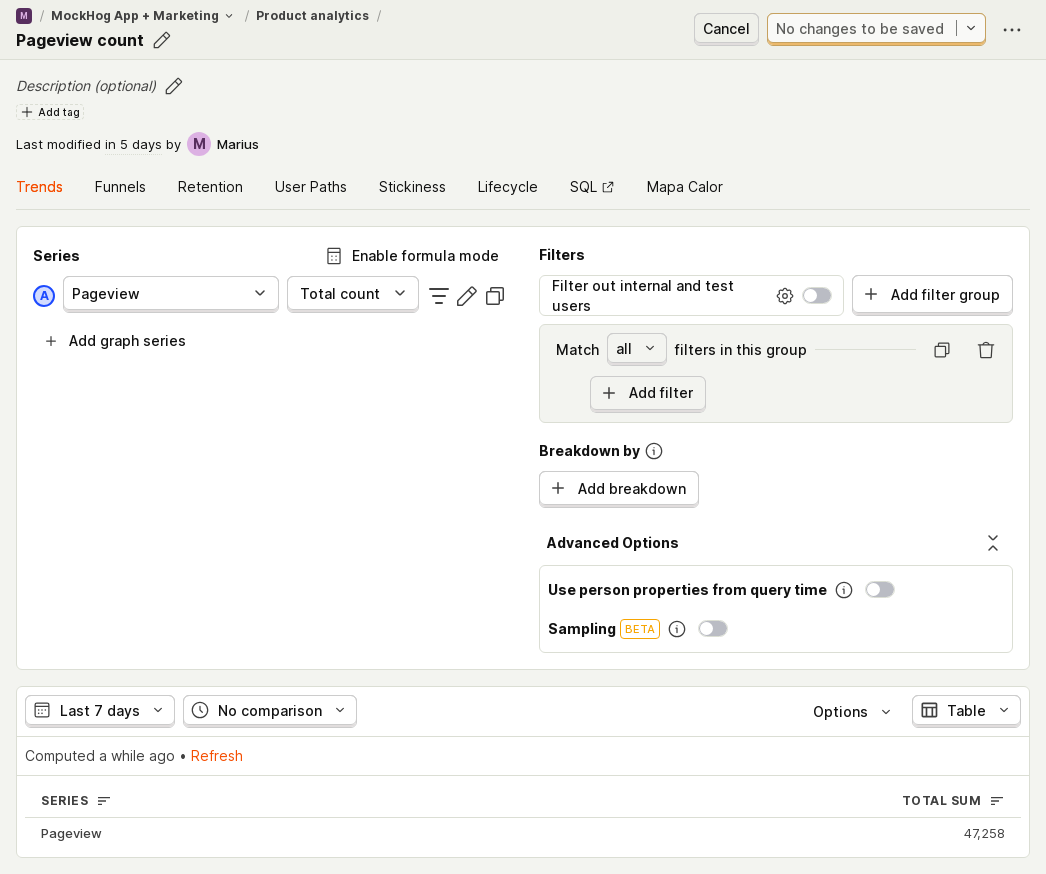 M / MockHog App + Marketing / Product analytics /
Pageview count
Cancel
No changes to be saved
Description (optional)
Add tag
Last modified in 5 days by M Marius
Trends Funnels Retention User Paths Stickiness Lifecycle SQL Mapa Calor
Series
Enable formula mode
A Pageview Total count
Add graph series
Filters
Filter out internal and test
users
Add filter group
Match all filters in this group
Add filter
Breakdown by
Add breakdown
Advanced Options
Use person properties from query time
Sampling BETA
Last 7 days No comparison Options Table
Computed a while ago • Refresh
SERIES TOTAL SUM
Pageview 47,258